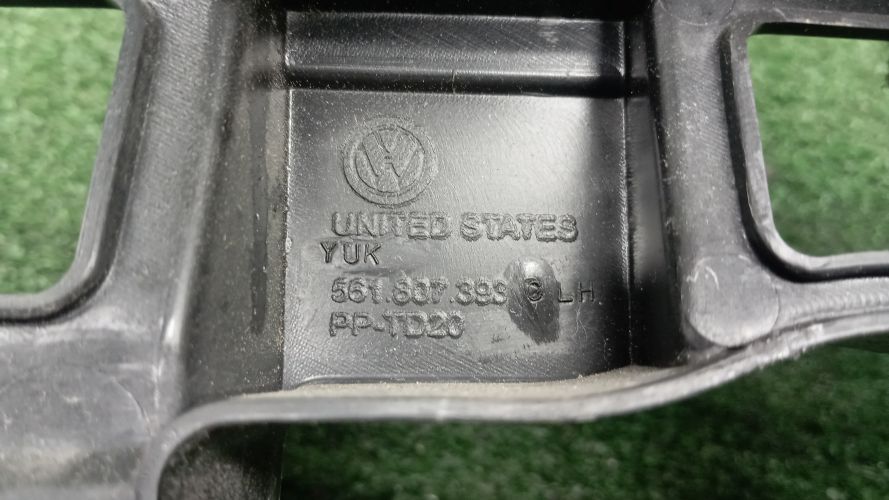 UNITED STATES
YUK
561.807.393 C LH
PP-TD20